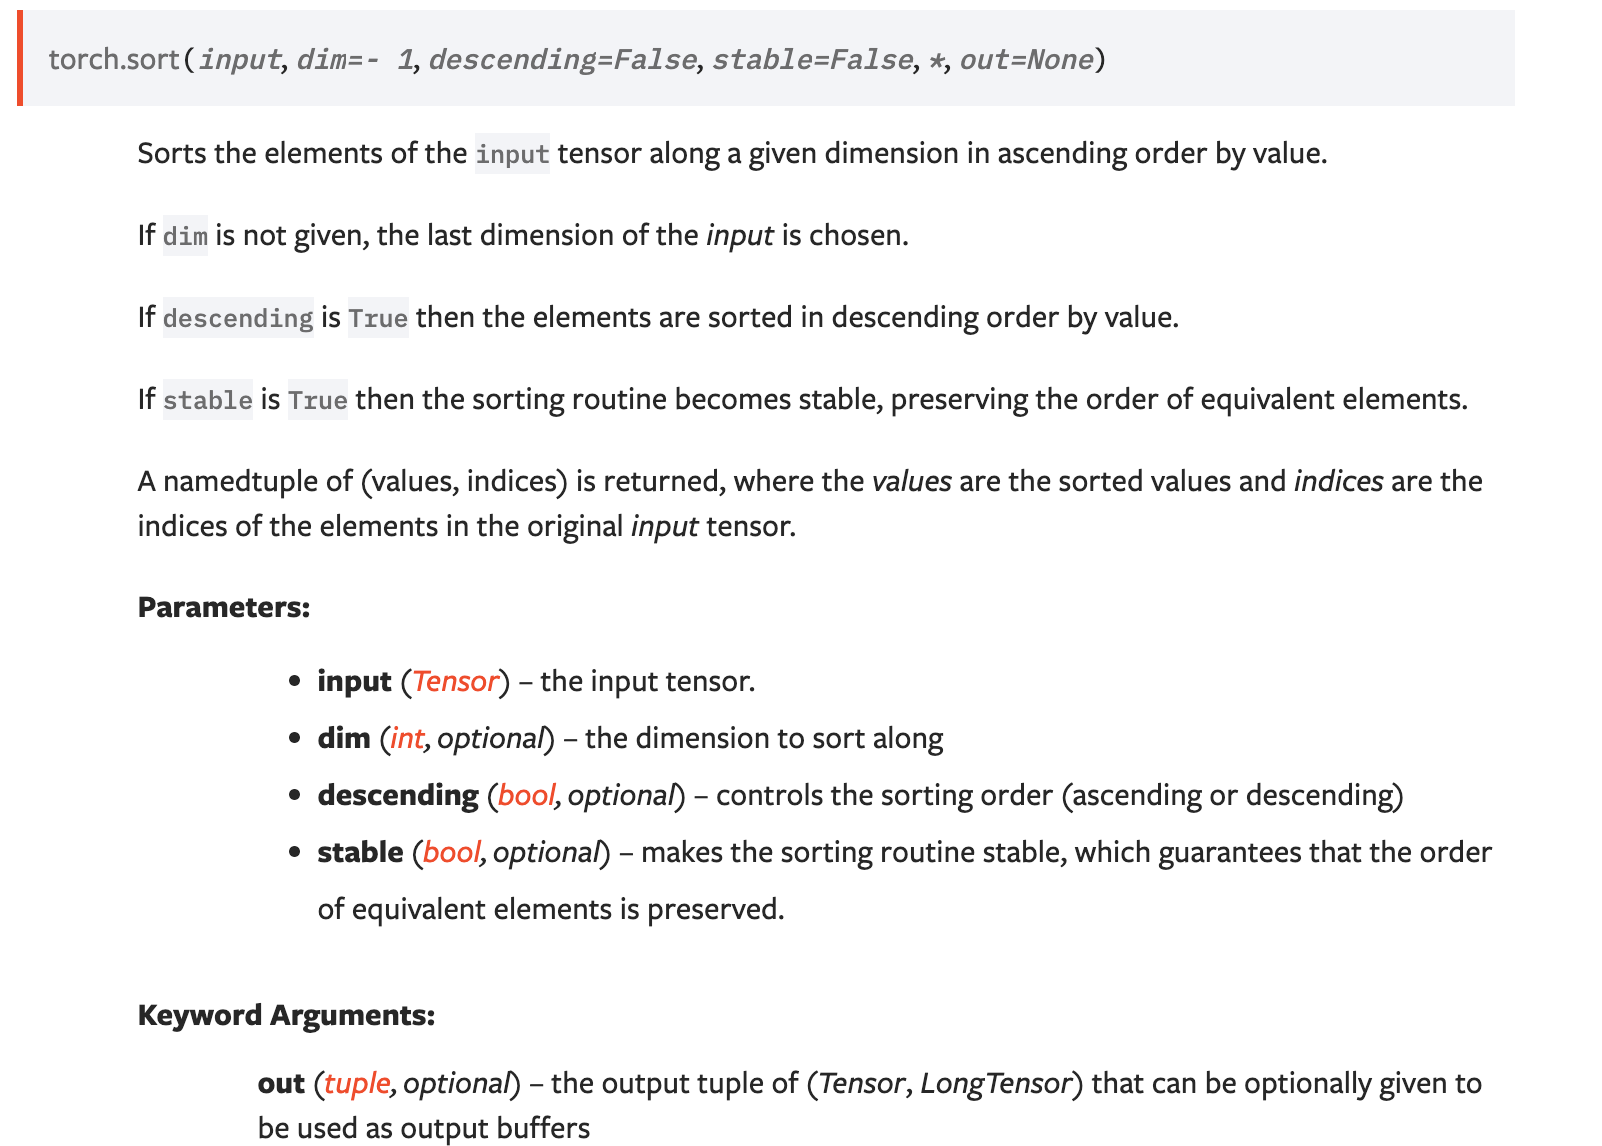 torch.sort(input, dim=- 1, descending=False, stable=False, *, out=None)
Sorts the elements of the input tensor along a given dimension in ascending order by value.
If dim is not given, the last dimension of the input is chosen.
If descending is True then the elements are sorted in descending order by value.
If stable is True then the sorting routine becomes stable, preserving the order of equivalent elements.
A namedtuple of (values, indices) is returned, where the values are the sorted values and indices are the
indices of the elements in the original input tensor.
Parameters:
• input (Tensor) – the input tensor.
• dim (int, optional) – the dimension to sort along
• descending (bool, optional) – controls the sorting order (ascending or descending)
• stable (bool, optional) – makes the sorting routine stable, which guarantees that the order
of equivalent elements is preserved.
Keyword Arguments:
out (tuple, optional) – the output tuple of (Tensor, LongTensor) that can be optionally given to
be used as output buffers